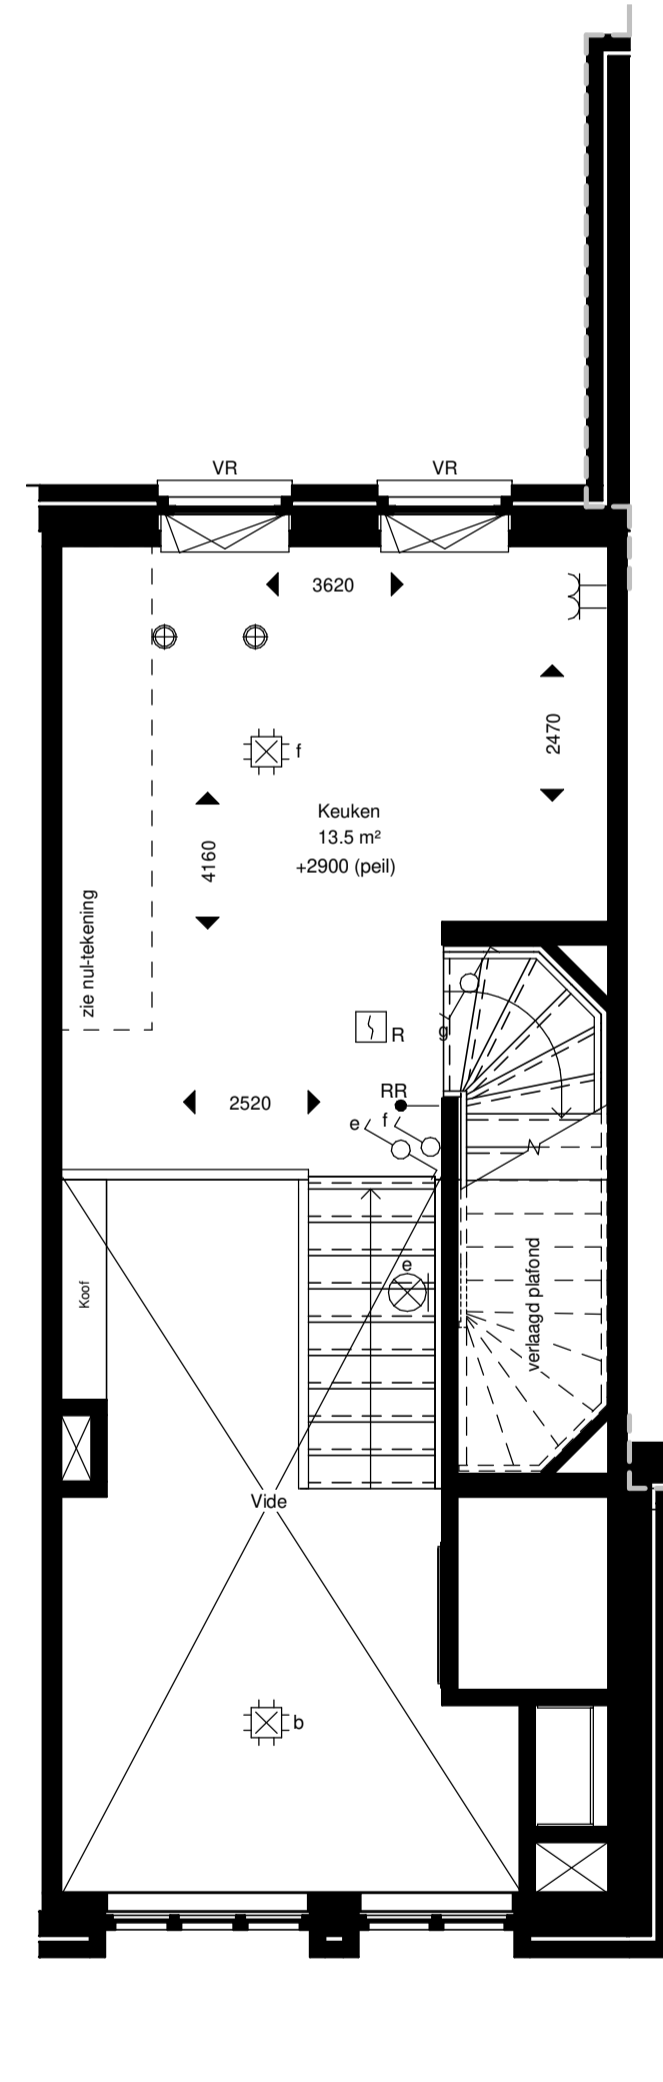 VR
VR
3620
2470
f
Keuken
13.5 m²
+2900 (peil)
4160
zie nul-tekening
R
g
RR
2520
e
f
e
Koof
verlaagd plafond
Vide
b